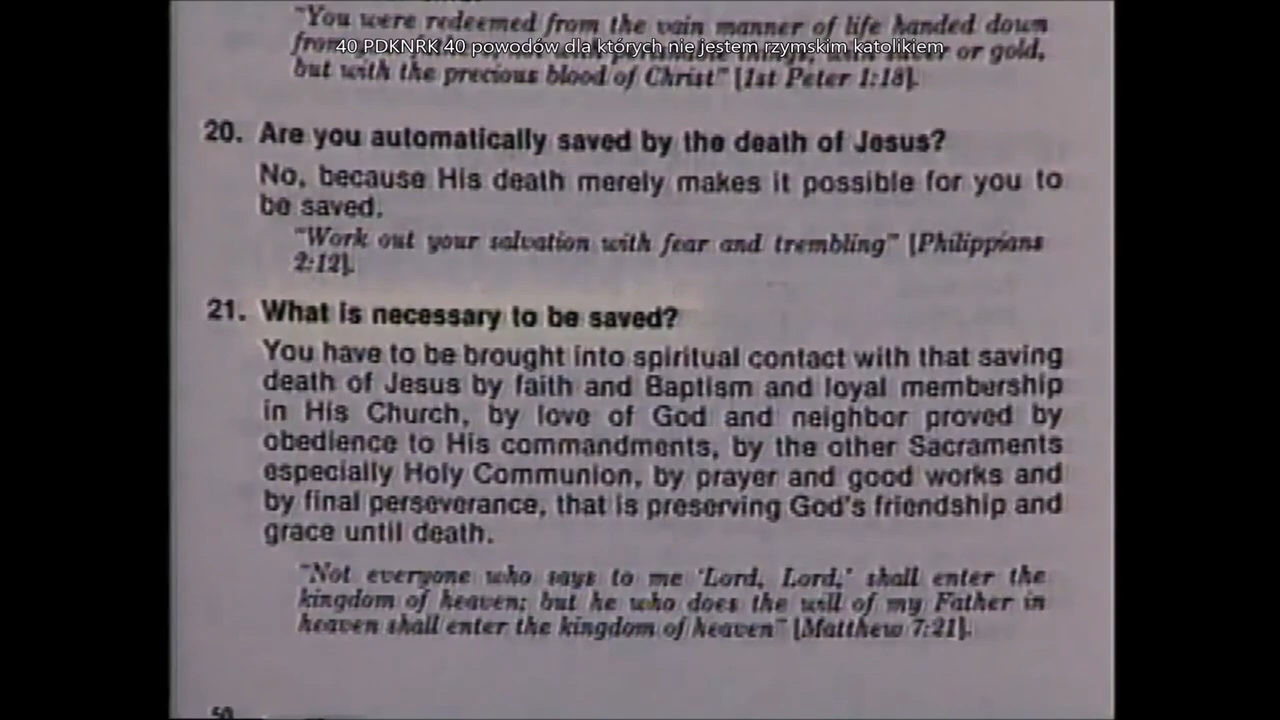 "You were redeemed from the vain manner of life handed down
40 PDKNRK 40 powodów dla których nie jestem rzymskim katolikiem
from or gold,
but with the precious blood of Christ" [1st Peter 1:18].
20. Are you automatically saved by the death of Jesus?
No, because His death merely makes it possible for you to
be saved.
"Work out your salvation with fear and trembling" [Philippians
2:12].
21. What is necessary to be saved?
You have to be brought into spiritual contact with that saving
death of Jesus by faith and Baptism and loyal membership
in His Church, by love of God and neighbor proved by
obedience to His commandments, by the other Sacraments
especially Holy Communion, by prayer and good works and
by final perseverance, that is preserving God's friendship and
grace until death.
"Not everyone who says to me 'Lord, Lord,' shall enter the
kingdom of heaven; but he who does the will of my Father in
heaven shall enter the kingdom of heaven" [Matthew 7:21].
50